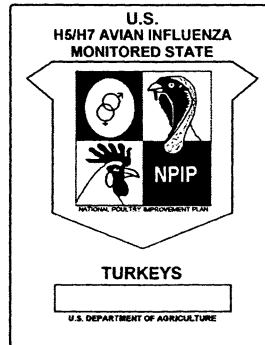 U.S.
H5/H7 AVIAN INFLUENZA
MONITORED STATE
NPIP
NATIONAL POULTRY IMPROVEMENT PLAN
TURKEYS
U.S. DEPARTMENT OF AGRICULTURE